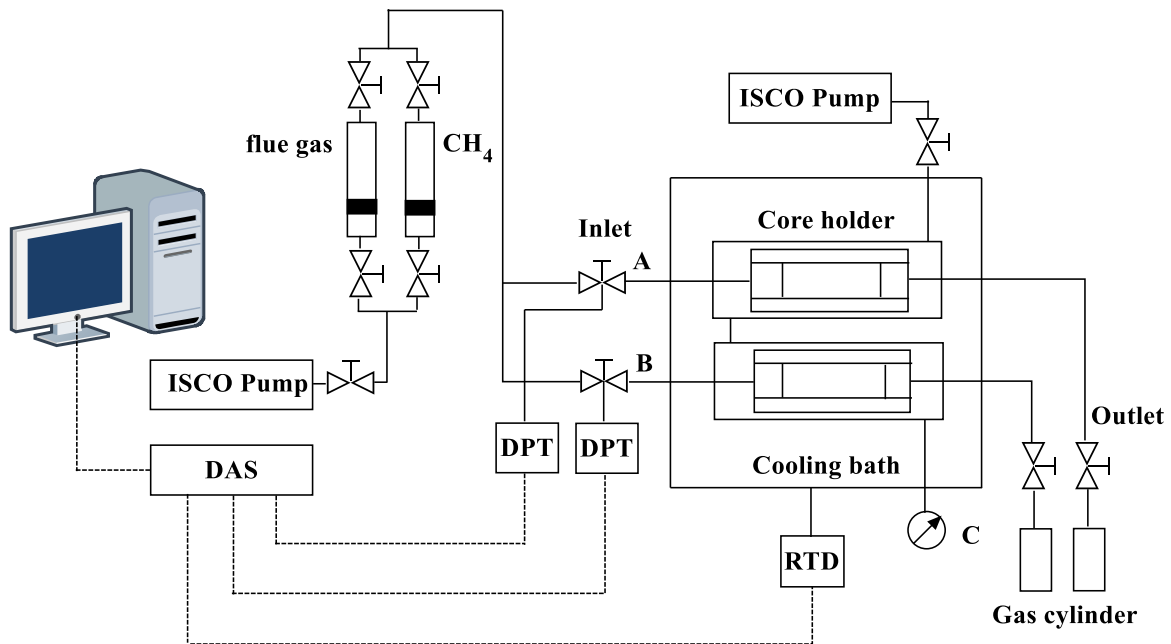 ISCO Pump
flue gas
CH₄
Core holder
Inlet
A
B
ISCO Pump
Outlet
DPT
DPT
Cooling bath
DAS
C
RTD
Gas cylinder